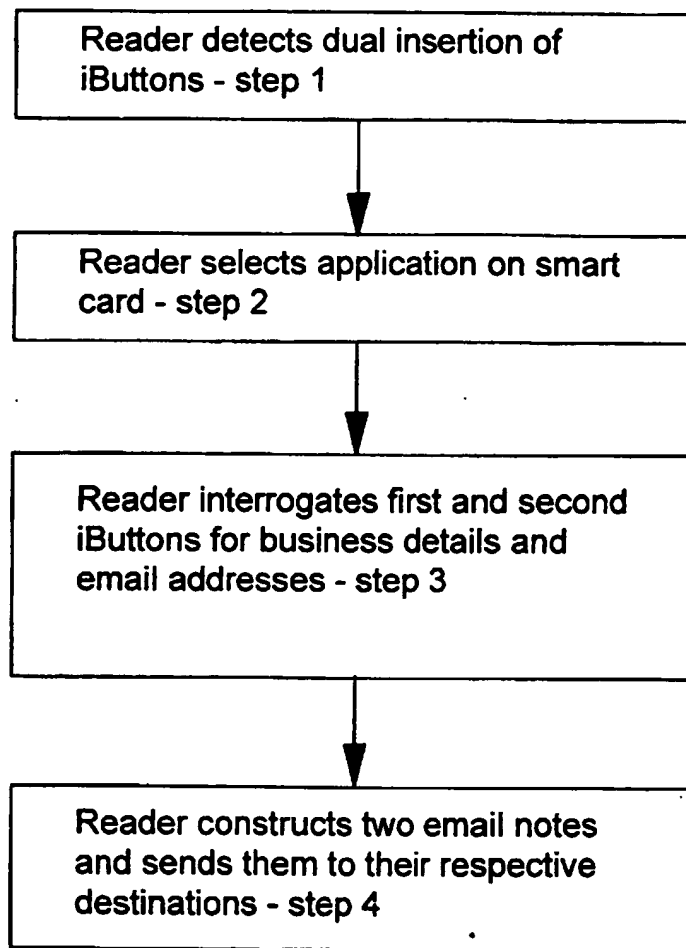 Reader detects dual insertion of
iButtons - step 1
Reader selects application on smart
card - step 2
Reader interrogates first and second
iButtons for business details and
email addresses - step 3
Reader constructs two email notes
and sends them to their respective
destinations - step 4